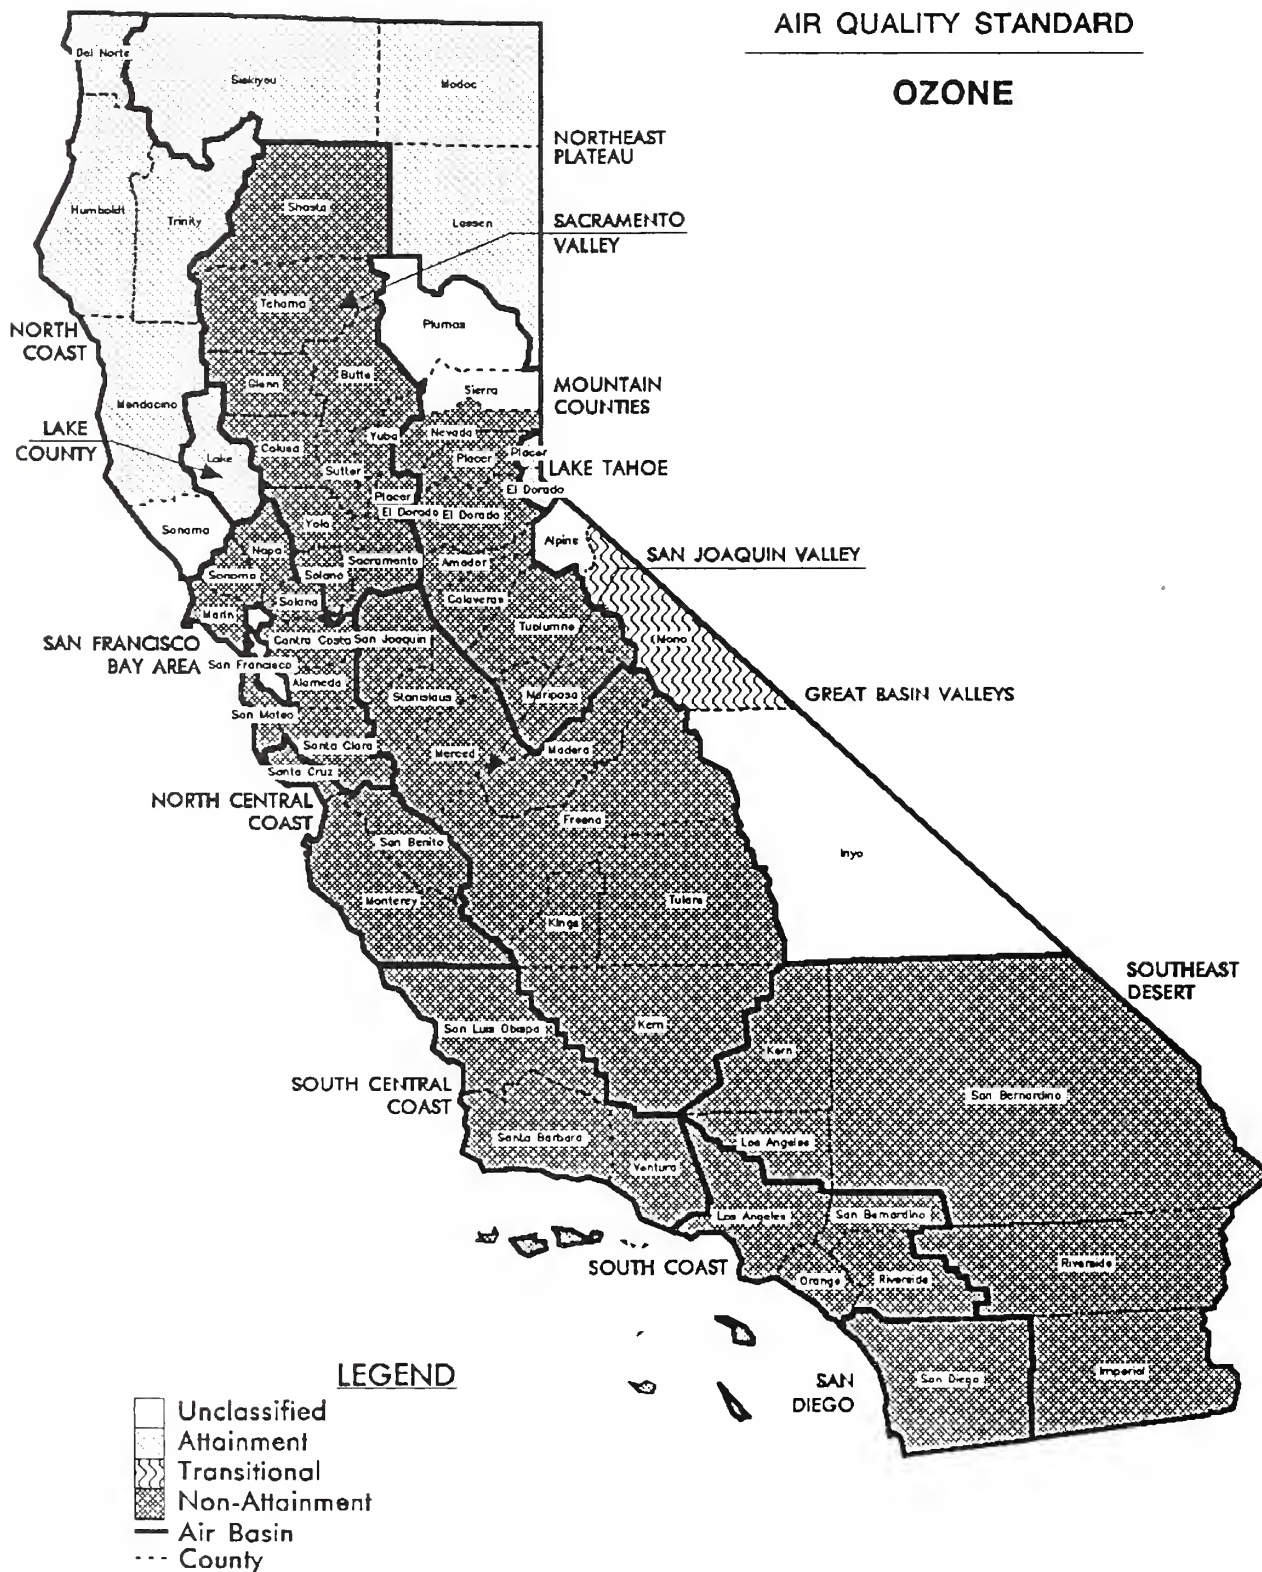 AIR QUALITY STANDARD
OZONE
Del Norte
Siskiyou
Modoc
NORTHEAST
PLATEAU
Humboldt
Trinity
Shasta
Lassen
SACRAMENTO
VALLEY
Tehama
Plumas
NORTH
COAST
Glenn
Butte
Sierra
MOUNTAIN
COUNTIES
Mendocino
LAKE
COUNTY
Lake
Colusa
Yuba
Nevada
Sutter
Placer
Placer
LAKE TAHOE
Placer
El Dorado
El Dorado
El Dorado
Sonoma
Yolo
Napa
Alpine
SAN JOAQUIN VALLEY
Sonoma
Solano
Sacramento
Amador
Marin
Solano
Calaveras
Tuolumne
Mono
SAN FRANCISCO
BAY AREA
Contra Costa
San Joaquin
San Francisco
Alameda
Stanislaus
Mariposa
GREAT BASIN VALLEYS
San Mateo
Santa Clara
Merced
Madera
Santa Cruz
NORTH CENTRAL
COAST
Fresno
San Benito
Inyo
Monterey
Kings
Tulare
SOUTHEAST
DESERT
San Luis Obispo
Kern
Kern
SOUTH CENTRAL
COAST
San Bernardino
Santa Barbara
Los Angeles
Ventura
Los Angeles
San Bernardino
SOUTH COAST
Orange
Riverside
Riverside
SAN
DIEGO
San Diego
Imperial
LEGEND
Unclassified
Attainment
Transitional
Non-Attainment
Air Basin
County